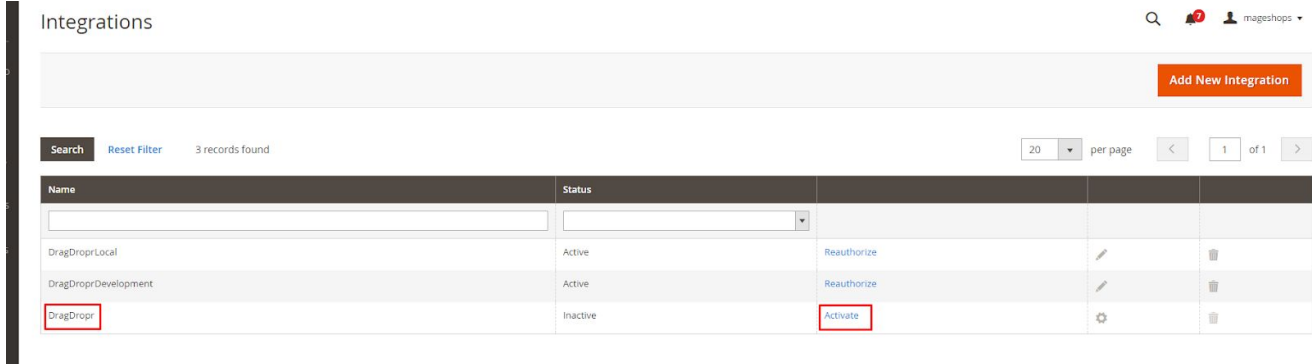 Integrations
7
mageshops
Add New Integration
Search Reset Filter 3 records found 20 per page 1 of 1
Name Status
DragDroprLocal Active Reauthorize
DragDroprDevelopment Active Reauthorize
DragDropr Inactive Activate